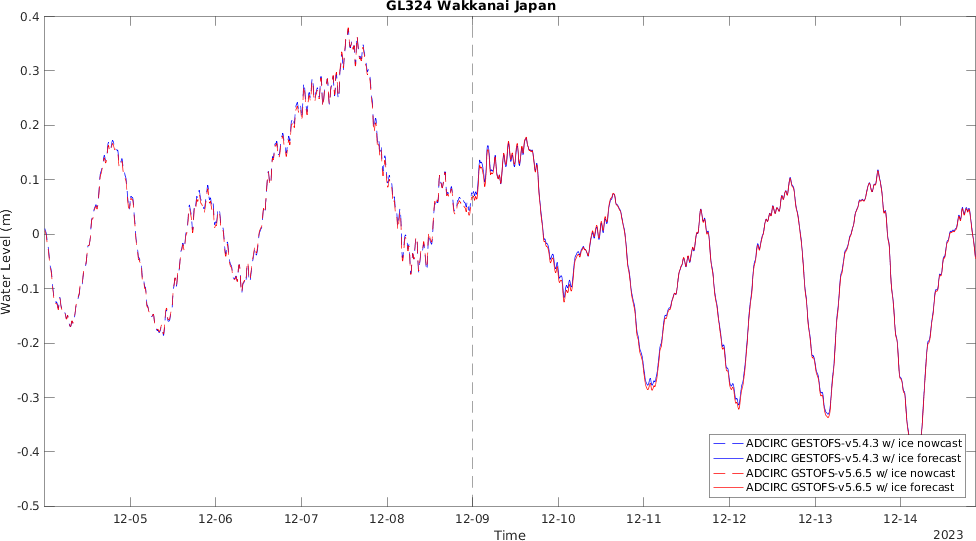 GL324 Wakkanai Japan
0.4
0.3
0.2
0.1
0
-0.1
-0.2
-0.3
-0.4
-0.5
Water Level (m)
12-05 12-06 12-07 12-08 12-09 12-10 12-11 12-12 12-13 12-14
Time
2023
ADCIRC GESTOFS-v5.4.3 w/ ice nowcast
ADCIRC GESTOFS-v5.4.3 w/ ice forecast
ADCIRC GSTOFS-v5.6.5 w/ ice nowcast
ADCIRC GSTOFS-v5.6.5 w/ ice forecast